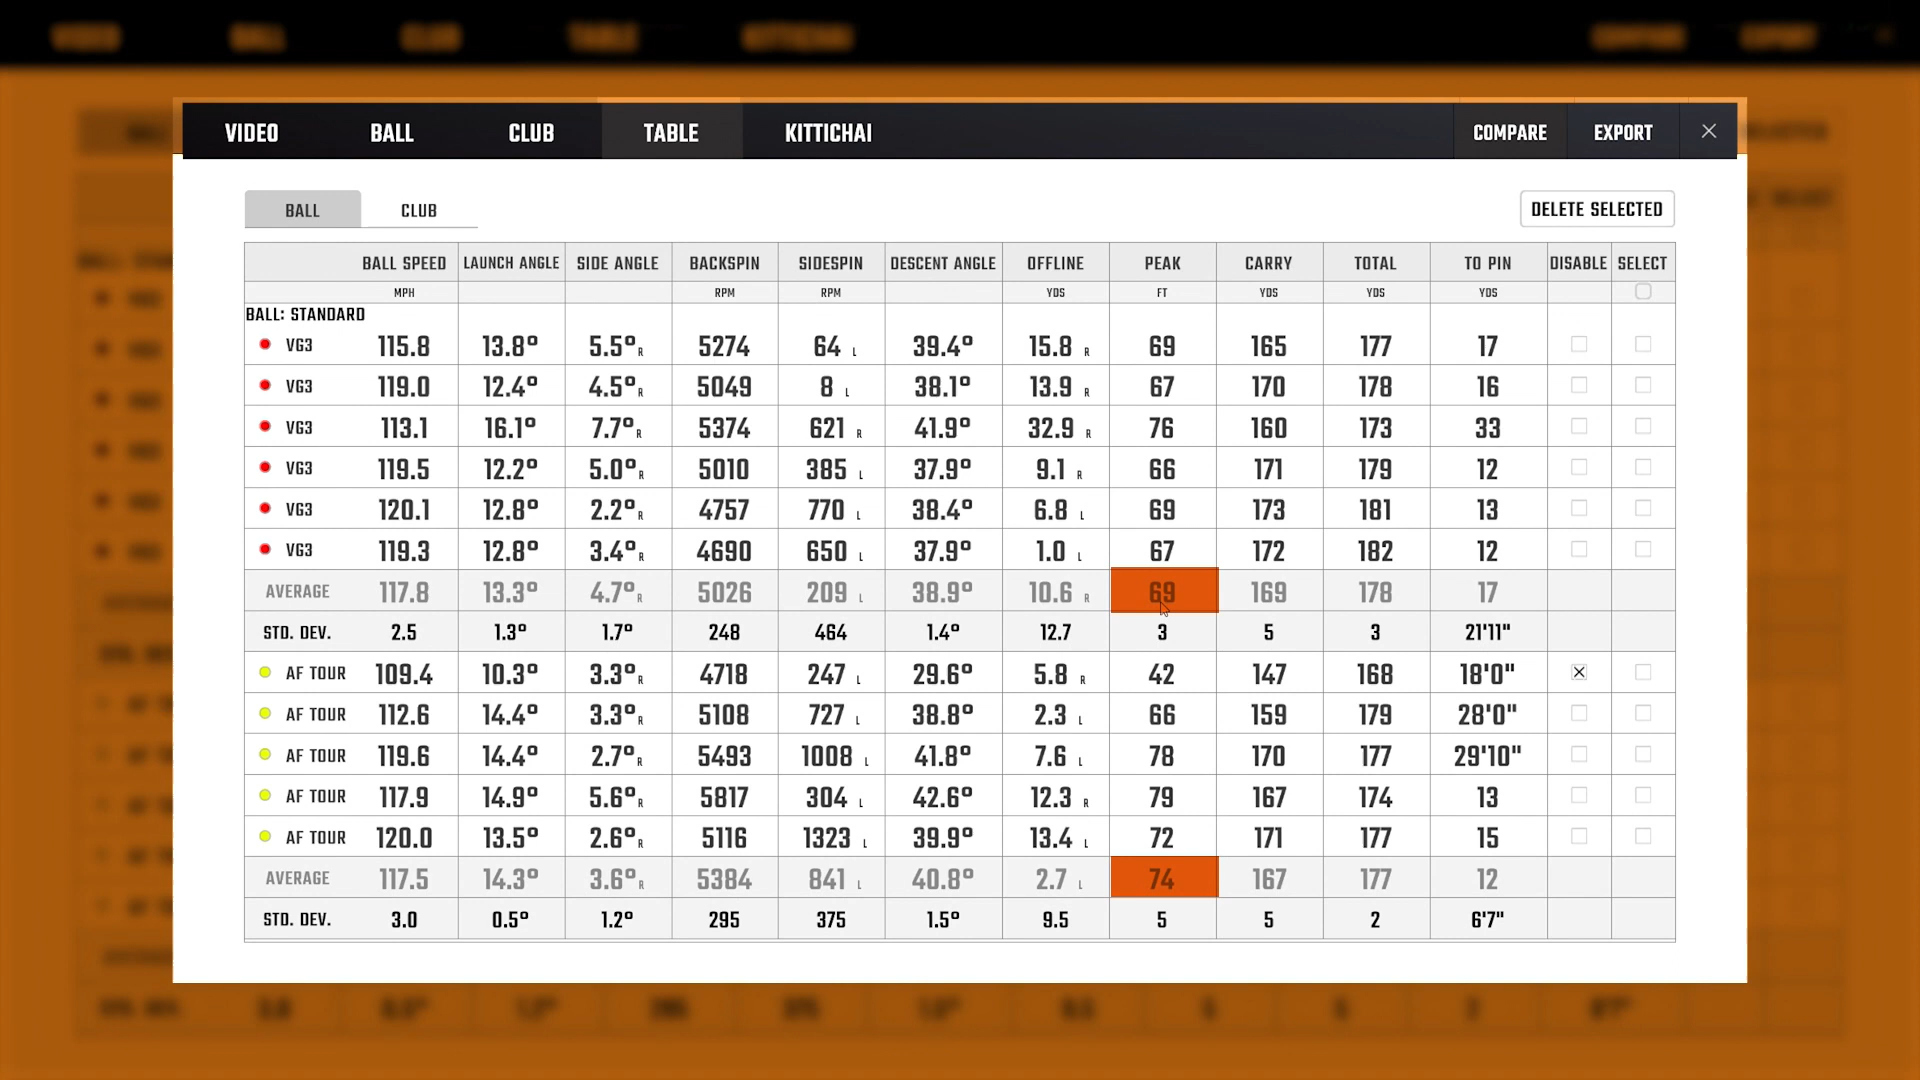 VIDEO BALL CLUB TABLE KITTICHAI COMPARE EXPORT
VIDEO BALL CLUB TABLE KITTICHAI COMPARE EXPORT
BALL CLUB DELETE SELECTED
BALL SPEED LAUNCH ANGLE SIDE ANGLE BACKSPIN SIDESPIN DESCENT ANGLE OFFLINE PEAK CARRY TOTAL TO PIN DISABLE SELECT
MPH RPM RPM YDS FT YDS YDS YDS
BALL: STANDARD
VG3 115.8 13.8° 5.5° R 5274 64 L 39.4° 15.8 R 69 165 177 17
VG3 119.0 12.4° 4.5° R 5049 8 L 38.1° 13.9 R 67 170 178 16
VG3 113.1 16.1° 7.7° R 5374 621 R 41.9° 32.9 R 76 160 173 33
VG3 119.5 12.2° 5.0° R 5010 385 L 37.9° 9.1 R 66 171 179 12
VG3 120.1 12.8° 2.2° R 4757 770 L 38.4° 6.8 L 69 173 181 13
VG3 119.3 12.8° 3.4° R 4690 650 L 37.9° 1.0 L 67 172 182 12
AVERAGE 117.8 13.3° 4.7° R 5026 209 L 38.9° 10.6 R 69 169 178 17
STD. DEV. 2.5 1.3° 1.7° 248 464 1.4° 12.7 3 5 3 21'11"
AF TOUR 109.4 10.3° 3.3° R 4718 247 L 29.6° 5.8 R 42 147 168 18'0"
AF TOUR 112.6 14.4° 3.3° R 5108 727 L 38.8° 2.3 L 66 159 179 28'0"
AF TOUR 119.6 14.4° 2.7° R 5493 1008 L 41.8° 7.6 L 78 170 177 29'10"
AF TOUR 117.9 14.9° 5.6° R 5817 304 L 42.6° 12.3 R 79 167 174 13
AF TOUR 120.0 13.5° 2.6° R 5116 1323 L 39.9° 13.4 L 72 171 177 15
AVERAGE 117.5 14.3° 3.6° R 5384 841 L 40.8° 2.7 L 74 167 177 12
STD. DEV. 3.0 0.5° 1.2° 295 375 1.5° 9.5 5 5 2 6'7"